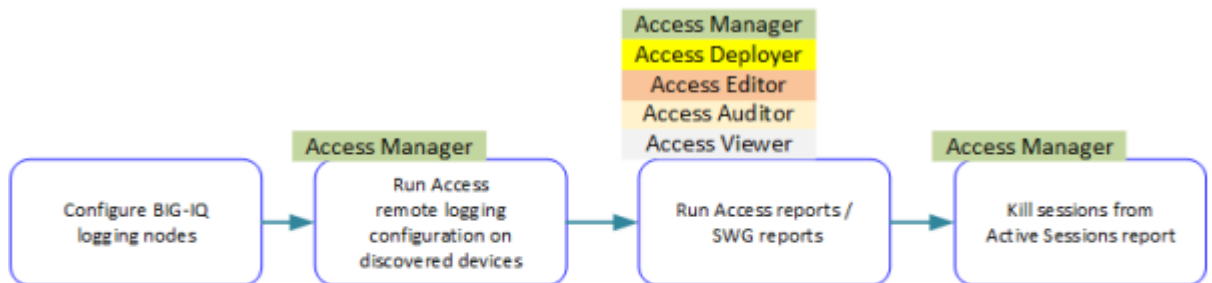 Access Manager
Access Deployer
Access Editor
Access Auditor
Access Viewer
Access Manager
Access Manager
Configure BIG-IQ
logging nodes
Run Access
remote logging
configuration on
discovered devices
Run Access reports /
SWG reports
Kill sessions from
Active Sessions report